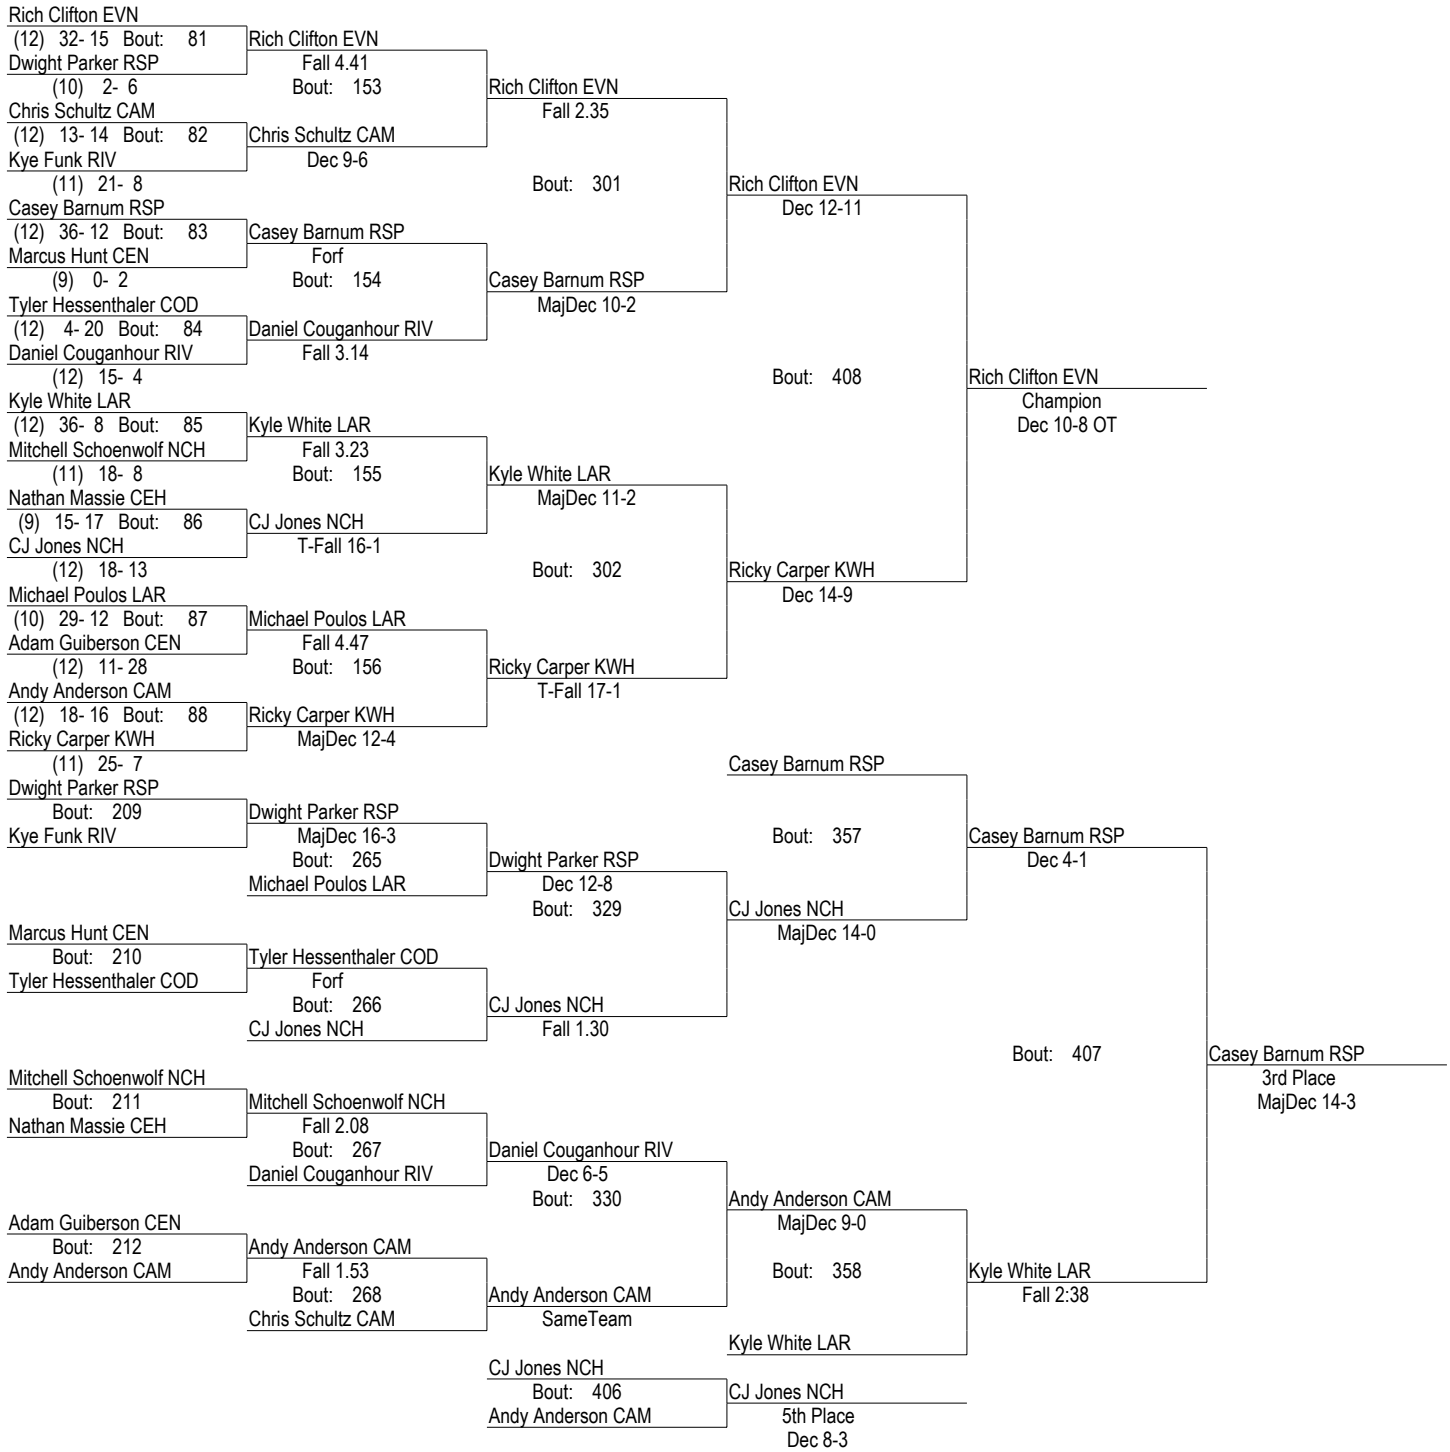 Rich Clifton EVN
(12) 32- 15 Bout: 81
Rich Clifton EVN
Dwight Parker RSP
Fall 4.41
(10) 2- 6
Bout: 153
Rich Clifton EVN
Chris Schultz CAM
Fall 2.35
(12) 13- 14 Bout: 82
Chris Schultz CAM
Kye Funk RIV
Dec 9-6
(11) 21- 8
Bout: 301
Rich Clifton EVN
Casey Barnum RSP
Dec 12-11
(12) 36- 12 Bout: 83
Casey Barnum RSP
Marcus Hunt CEN
Forf
(9) 0- 2
Bout: 154
Casey Barnum RSP
Tyler Hessenthaler COD
MajDec 10-2
(12) 4- 20 Bout: 84
Daniel Couganhour RIV
Daniel Couganhour RIV
Fall 3.14
(12) 15- 4
Bout: 408
Rich Clifton EVN
Kyle White LAR
Champion
(12) 36- 8 Bout: 85
Kyle White LAR
Dec 10-8 OT
Mitchell Schoenwolf NCH
Fall 3.23
(11) 18- 8
Bout: 155
Kyle White LAR
Nathan Massie CEH
MajDec 11-2
(9) 15- 17 Bout: 86
CJ Jones NCH
CJ Jones NCH
T-Fall 16-1
(12) 18- 13
Bout: 302
Ricky Carper KWH
Michael Poulos LAR
Dec 14-9
(10) 29- 12 Bout: 87
Michael Poulos LAR
Adam Guiberson CEN
Fall 4.47
(12) 11- 28
Bout: 156
Ricky Carper KWH
Andy Anderson CAM
T-Fall 17-1
(12) 18- 16 Bout: 88
Ricky Carper KWH
Ricky Carper KWH
MajDec 12-4
(11) 25- 7
Casey Barnum RSP
Dwight Parker RSP
Bout: 209
Dwight Parker RSP
Kye Funk RIV
MajDec 16-3
Bout: 357
Casey Barnum RSP
Bout: 265
Dwight Parker RSP
Dec 4-1
Michael Poulos LAR
Dec 12-8
Bout: 329
CJ Jones NCH
Marcus Hunt CEN
MajDec 14-0
Bout: 210
Tyler Hessenthaler COD
Tyler Hessenthaler COD
Forf
Bout: 266
CJ Jones NCH
CJ Jones NCH
Fall 1.30
Bout: 407
Casey Barnum RSP
Mitchell Schoenwolf NCH
3rd Place
Bout: 211
Mitchell Schoenwolf NCH
MajDec 14-3
Nathan Massie CEH
Fall 2.08
Bout: 267
Daniel Couganhour RIV
Daniel Couganhour RIV
Dec 6-5
Bout: 330
Andy Anderson CAM
Adam Guiberson CEN
MajDec 9-0
Bout: 212
Andy Anderson CAM
Andy Anderson CAM
Fall 1.53
Bout: 358
Kyle White LAR
Bout: 268
Andy Anderson CAM
Fall 2:38
Chris Schultz CAM
SameTeam
Kyle White LAR
CJ Jones NCH
Bout: 406
CJ Jones NCH
Andy Anderson CAM
5th Place
Dec 8-3